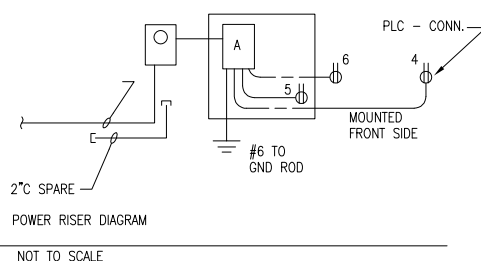 PLC - CONN.
A
6
4
5
MOUNTED
FRONT SIDE
#6 TO
GND ROD
2"C SPARE
POWER RISER DIAGRAM
NOT TO SCALE